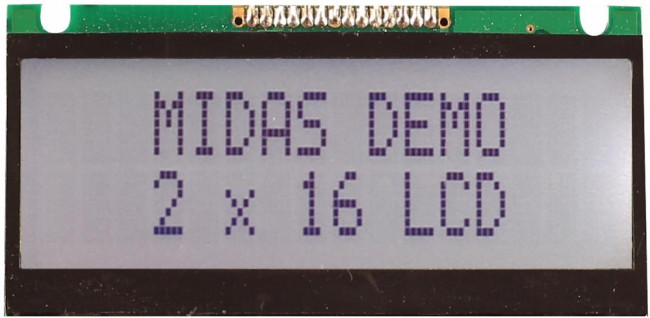 MIDAS DEMO
2 x 16 LCD